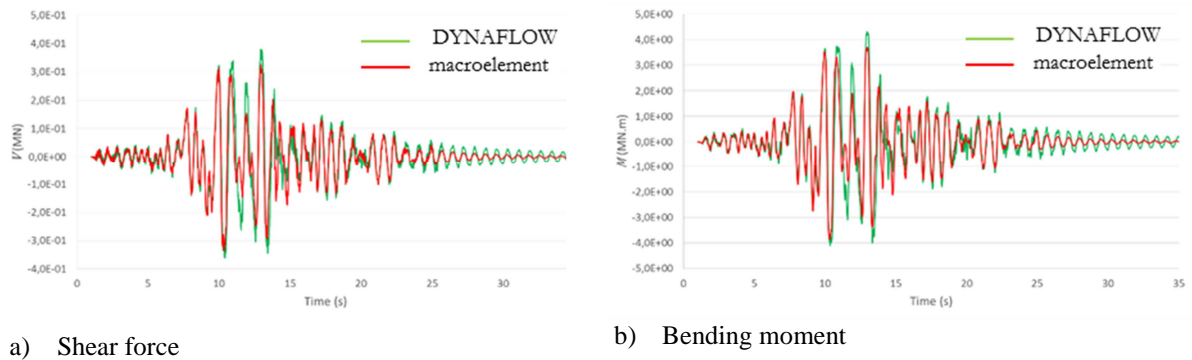 5,0E-01
4,0E-01
3,0E-01
2,0E-01
1,0E-01
0,0E+00
-1,0E-01
-2,0E-01
-3,0E-01
-4,0E-01
V(MN)
DYNAFLOW
macroelement
0 5 10 15 20 25 30
Time (s)
a) Shear force
5,0E+00
4,0E+00
3,0E+00
2,0E+00
1,0E+00
0,0E+00
-1,0E+00
-2,0E+00
-3,0E+00
-4,0E+00
-5,0E+00
M(MN.m)
DYNAFLOW
macroelement
0 5 10 15 20 25 30 35
Time (s)
b) Bending moment